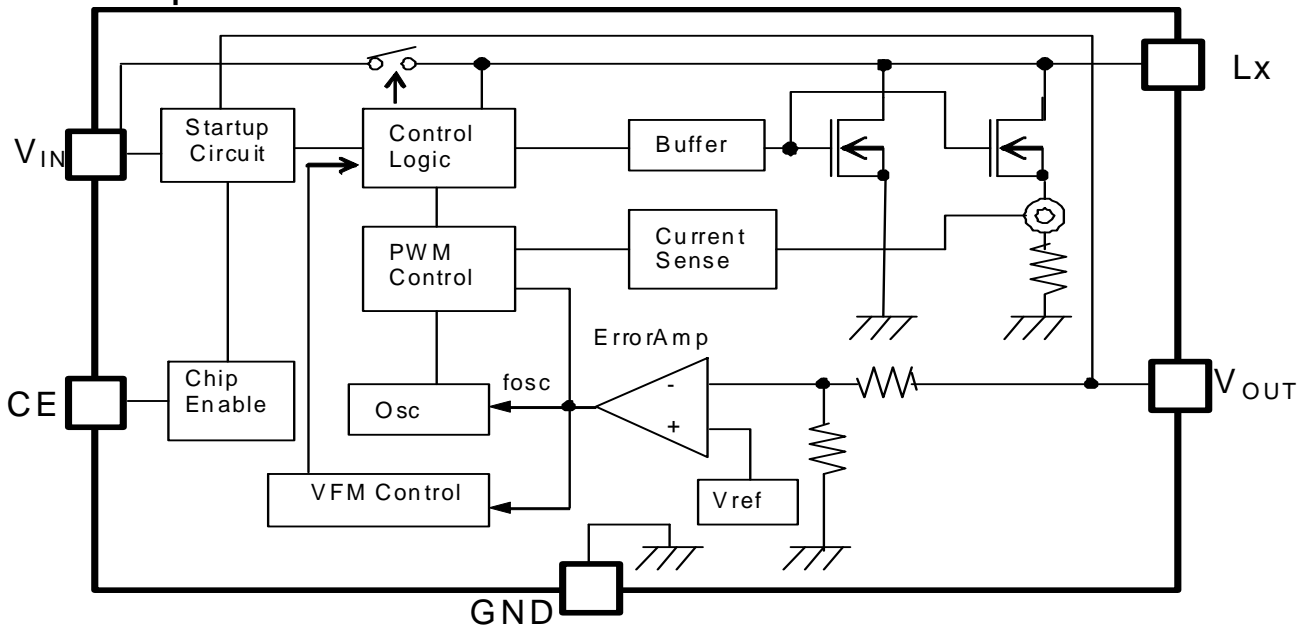 Lx
Startup
Circuit
Control
Logic
Buffer
VIN
PWM
Control
Current
Sense
ErrorAmp
Chip
Enable
CE
fosc
Osc
-
+
VOUT
VFM Control
Vref
GND